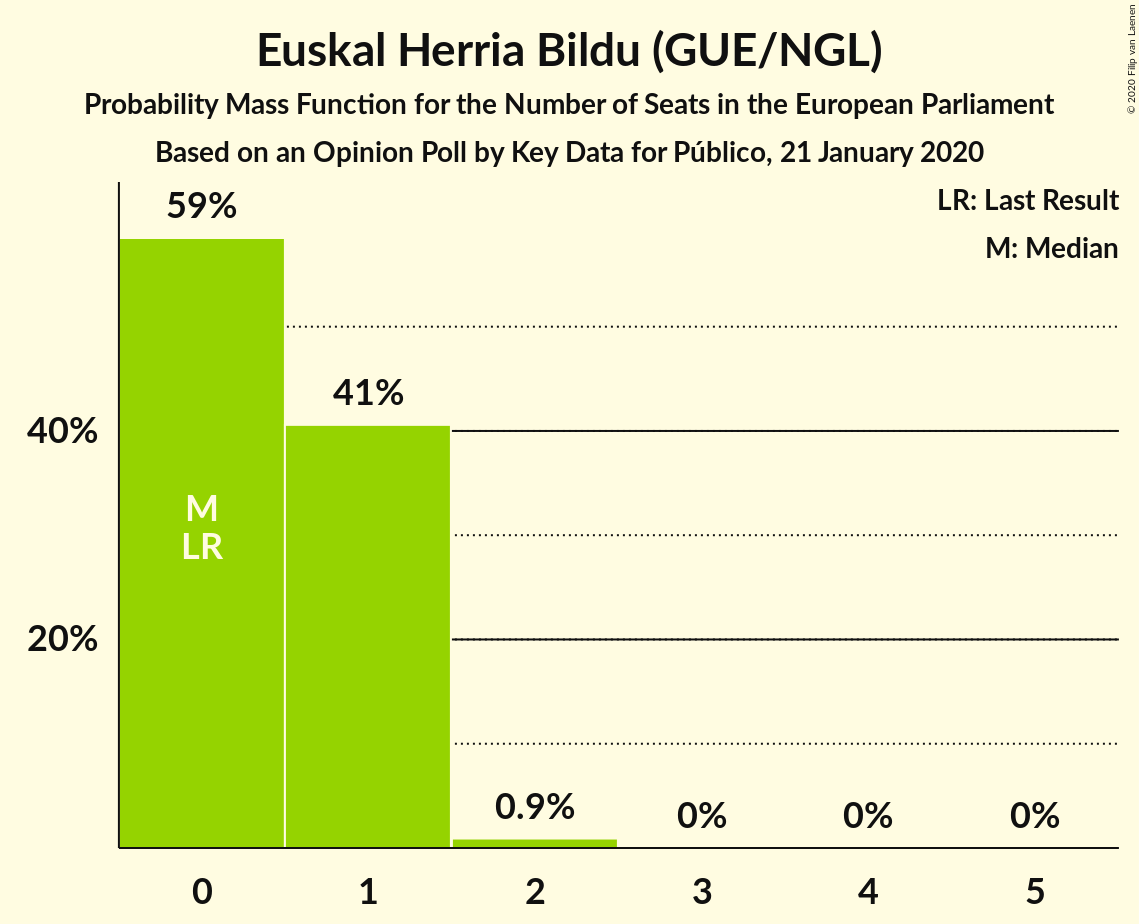 Euskal Herria Bildu (GUE/NGL)
Probability Mass Function for the Number of Seats in the European Parliament
Based on an Opinion Poll by Key Data for Público, 21 January 2020
© 2020 Filip van Laenen
LR: Last Result
M: Median
59%
41%
40%
M
LR
20%
0.9%
0%
0%
0%
0
1
2
3
4
5